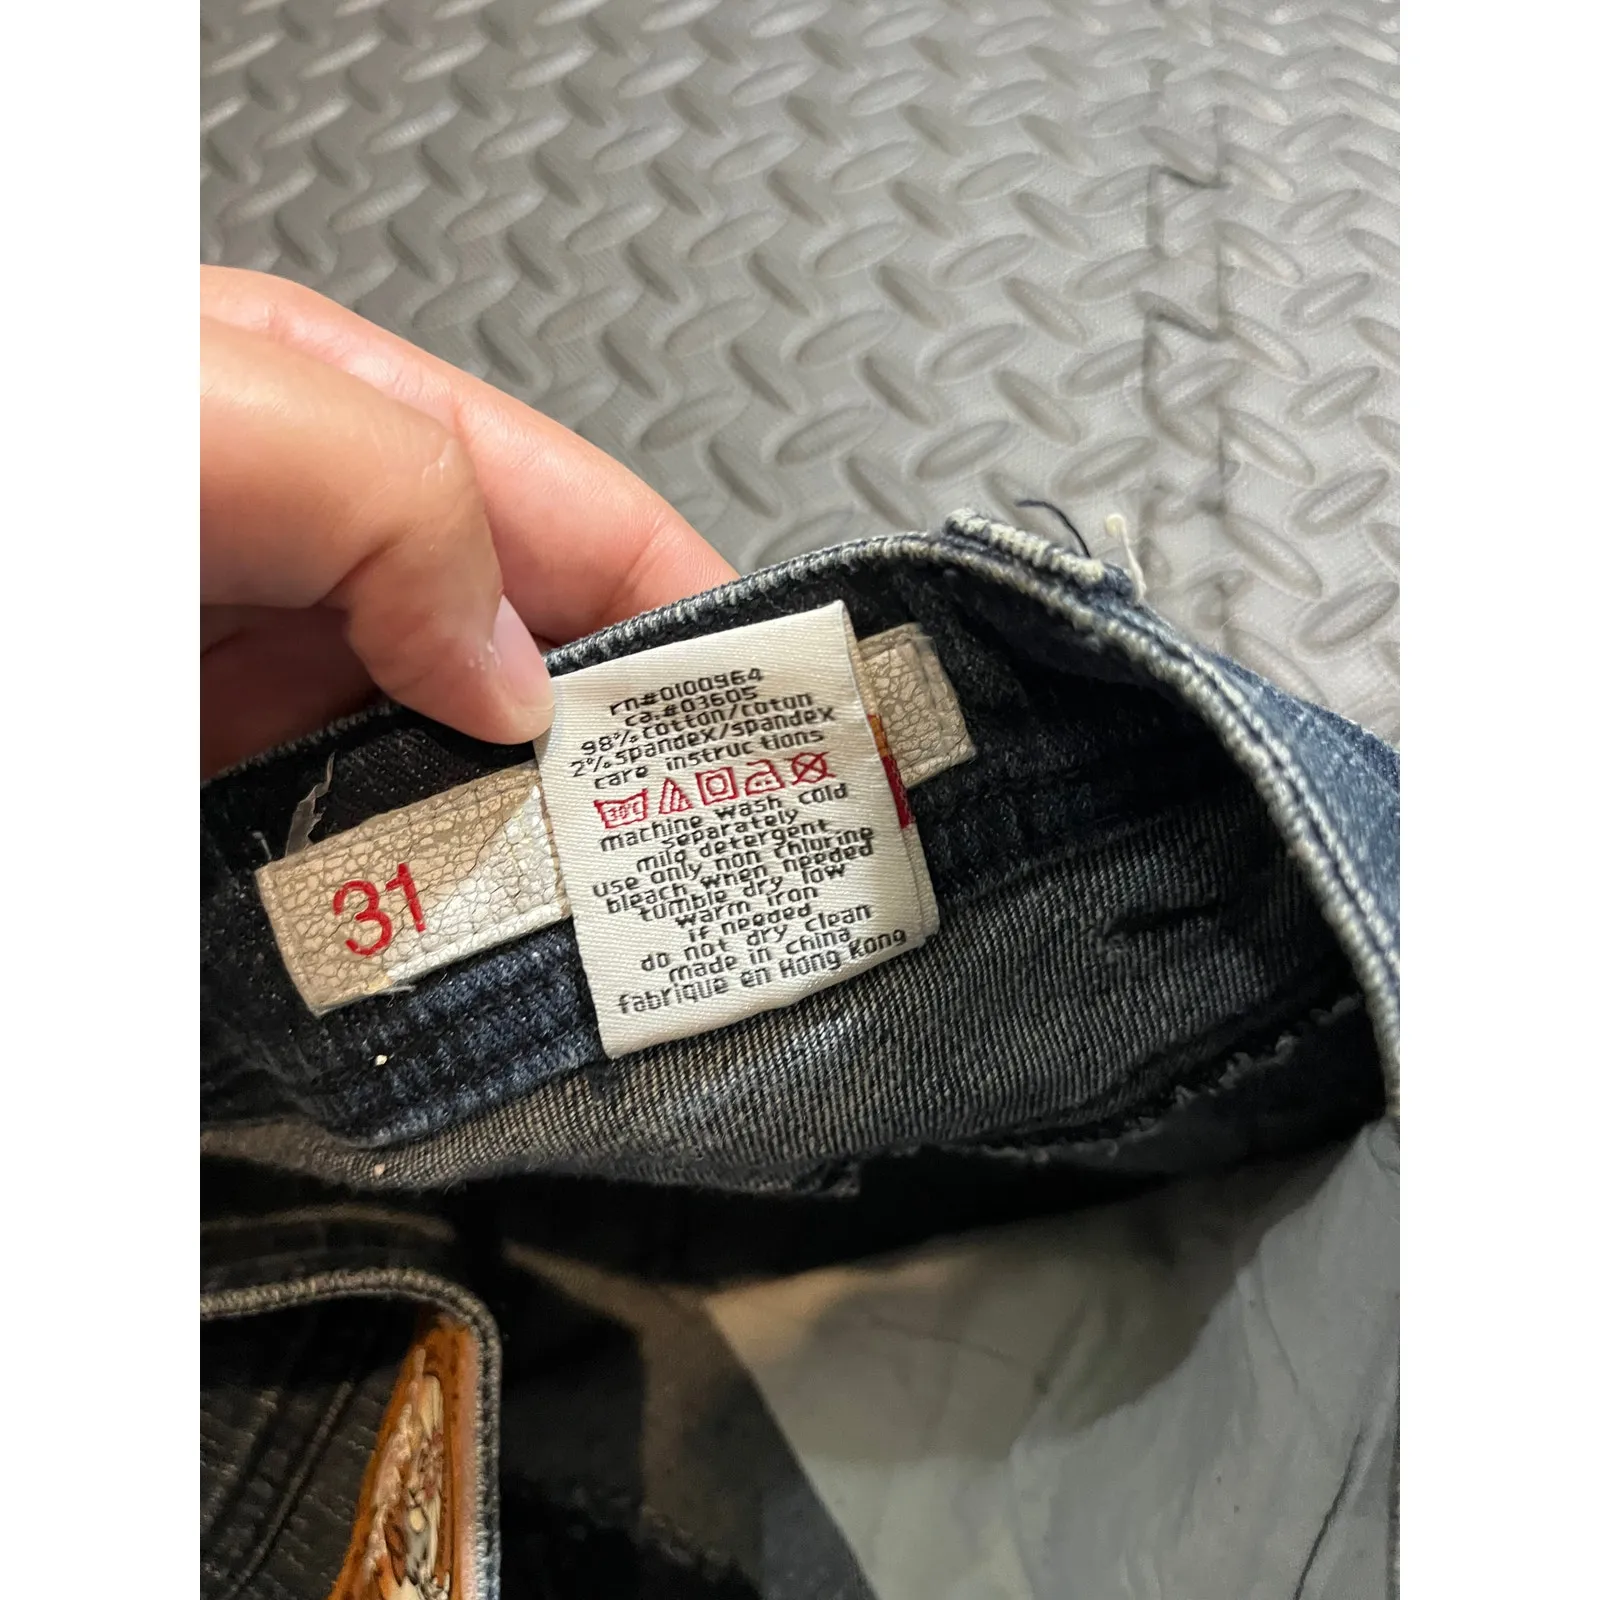 31
rn#0100964
ca.#03605
98%cotton/coton
2%spandex/spandex
care instructions
30°C
machine wash cold
separately
mild detergent
use only non chlurine
bleach when needed
tumble dry low
warm iron
if needed
do not dry clean
made in china
fabrique en Hong Kong